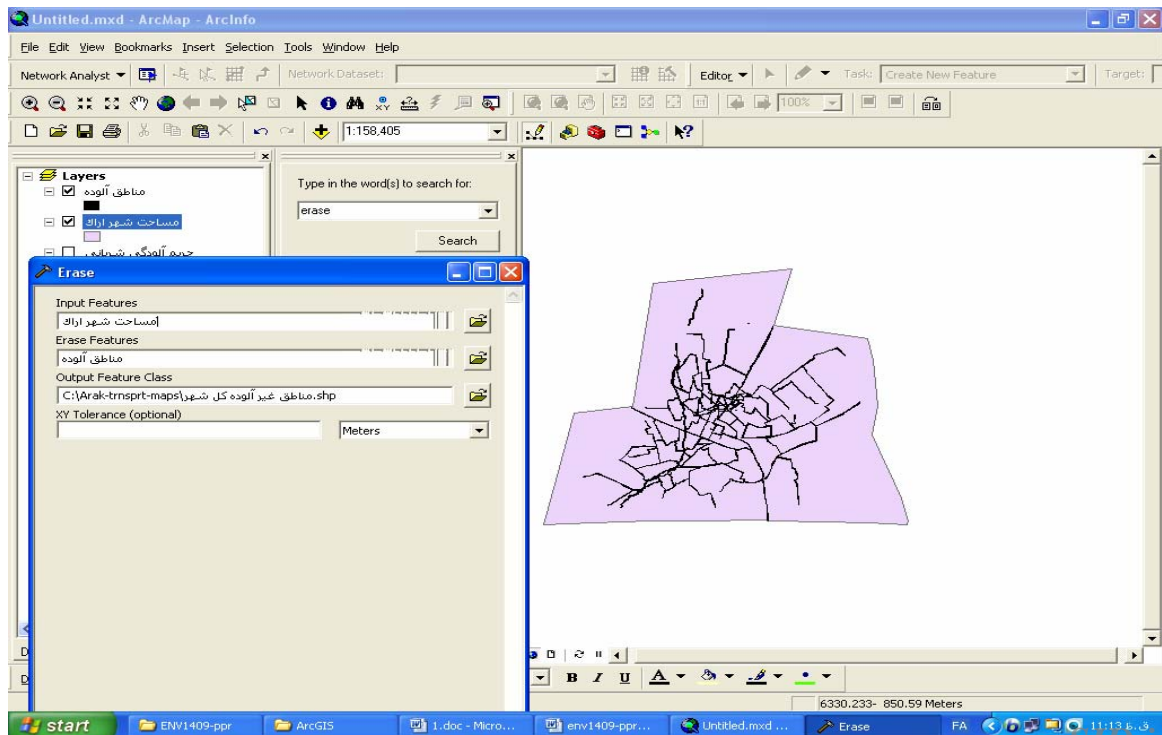 Untitled.mxd - ArcMap - ArcInfo
File Edit View Bookmarks Insert Selection Tools Window Help
Network Analyst Network Dataset: Editor Task: Create New Feature Target:
100%
1:158,405
Layers
مناطق آلوده
مساحت شهر اراك
حریم آلودگی شریانی
Type in the word(s) to search for:
erase
Search
Erase
Input Features
مساحت شهر اراك
Erase Features
مناطق آلوده
Output Feature Class
C:\Arak-trnsprt-maps\مناطق غیر آلوده کل شهر.shp
XY Tolerance (optional)
Meters
B I U A
6330.233- 850.59 Meters
start ENV1409-ppr ArcGIS 1.doc - Micro... env1409-ppr... Untitled.mxd ... Erase FA 11:13 ق.ظ